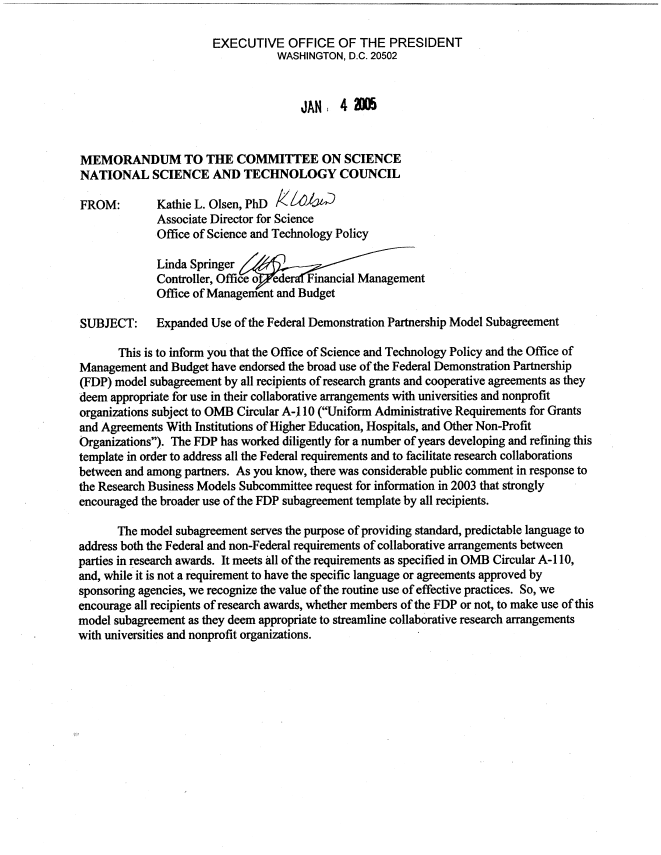 EXECUTIVE OFFICE OF THE PRESIDENT
WASHINGTON, D.C. 20502
JAN. 4 2005
MEMORANDUM TO THE COMMITTEE ON SCIENCE
NATIONAL SCIENCE AND TECHNOLOGY COUNCIL
FROM: Kathie L. Olsen, PhD K Olsen
Associate Director for Science
Office of Science and Technology Policy
Linda Springer
Controller, Office of Federal Financial Management
Office of Management and Budget
SUBJECT: Expanded Use of the Federal Demonstration Partnership Model Subagreement
This is to inform you that the Office of Science and Technology Policy and the Office of
Management and Budget have endorsed the broad use of the Federal Demonstration Partnership
(FDP) model subagreement by all recipients of research grants and cooperative agreements as they
deem appropriate for use in their collaborative arrangements with universities and nonprofit
organizations subject to OMB Circular A-110 (“Uniform Administrative Requirements for Grants
and Agreements With Institutions of Higher Education, Hospitals, and Other Non-Profit
Organizations”). The FDP has worked diligently for a number of years developing and refining this
template in order to address all the Federal requirements and to facilitate research collaborations
between and among partners. As you know, there was considerable public comment in response to
the Research Business Models Subcommittee request for information in 2003 that strongly
encouraged the broader use of the FDP subagreement template by all recipients.
The model subagreement serves the purpose of providing standard, predictable language to
address both the Federal and non-Federal requirements of collaborative arrangements between
parties in research awards. It meets all of the requirements as specified in OMB Circular A-110,
and, while it is not a requirement to have the specific language or agreements approved by
sponsoring agencies, we recognize the value of the routine use of effective practices. So, we
encourage all recipients of research awards, whether members of the FDP or not, to make use of this
model subagreement as they deem appropriate to streamline collaborative research arrangements
with universities and nonprofit organizations.